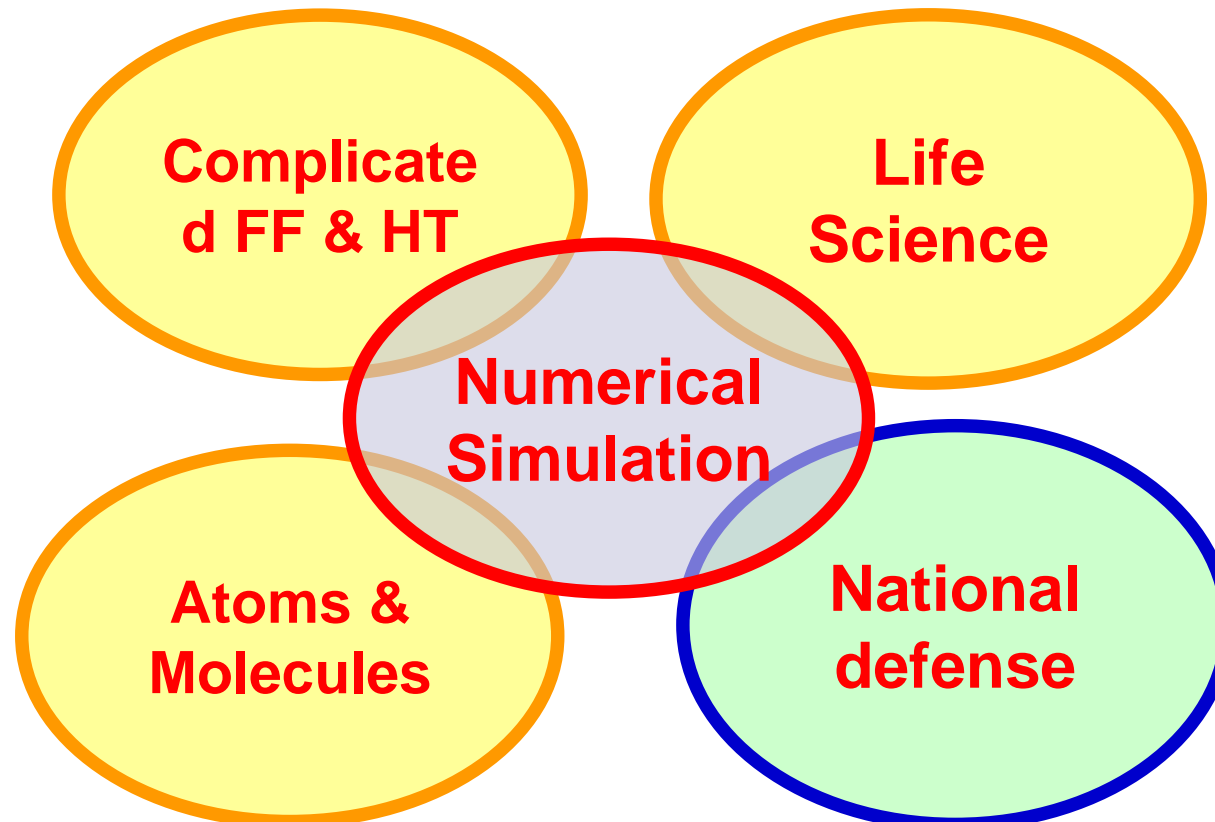 Complicate
d FF & HT
Life
Science
Numerical
Simulation
Atoms &
Molecules
National
defense